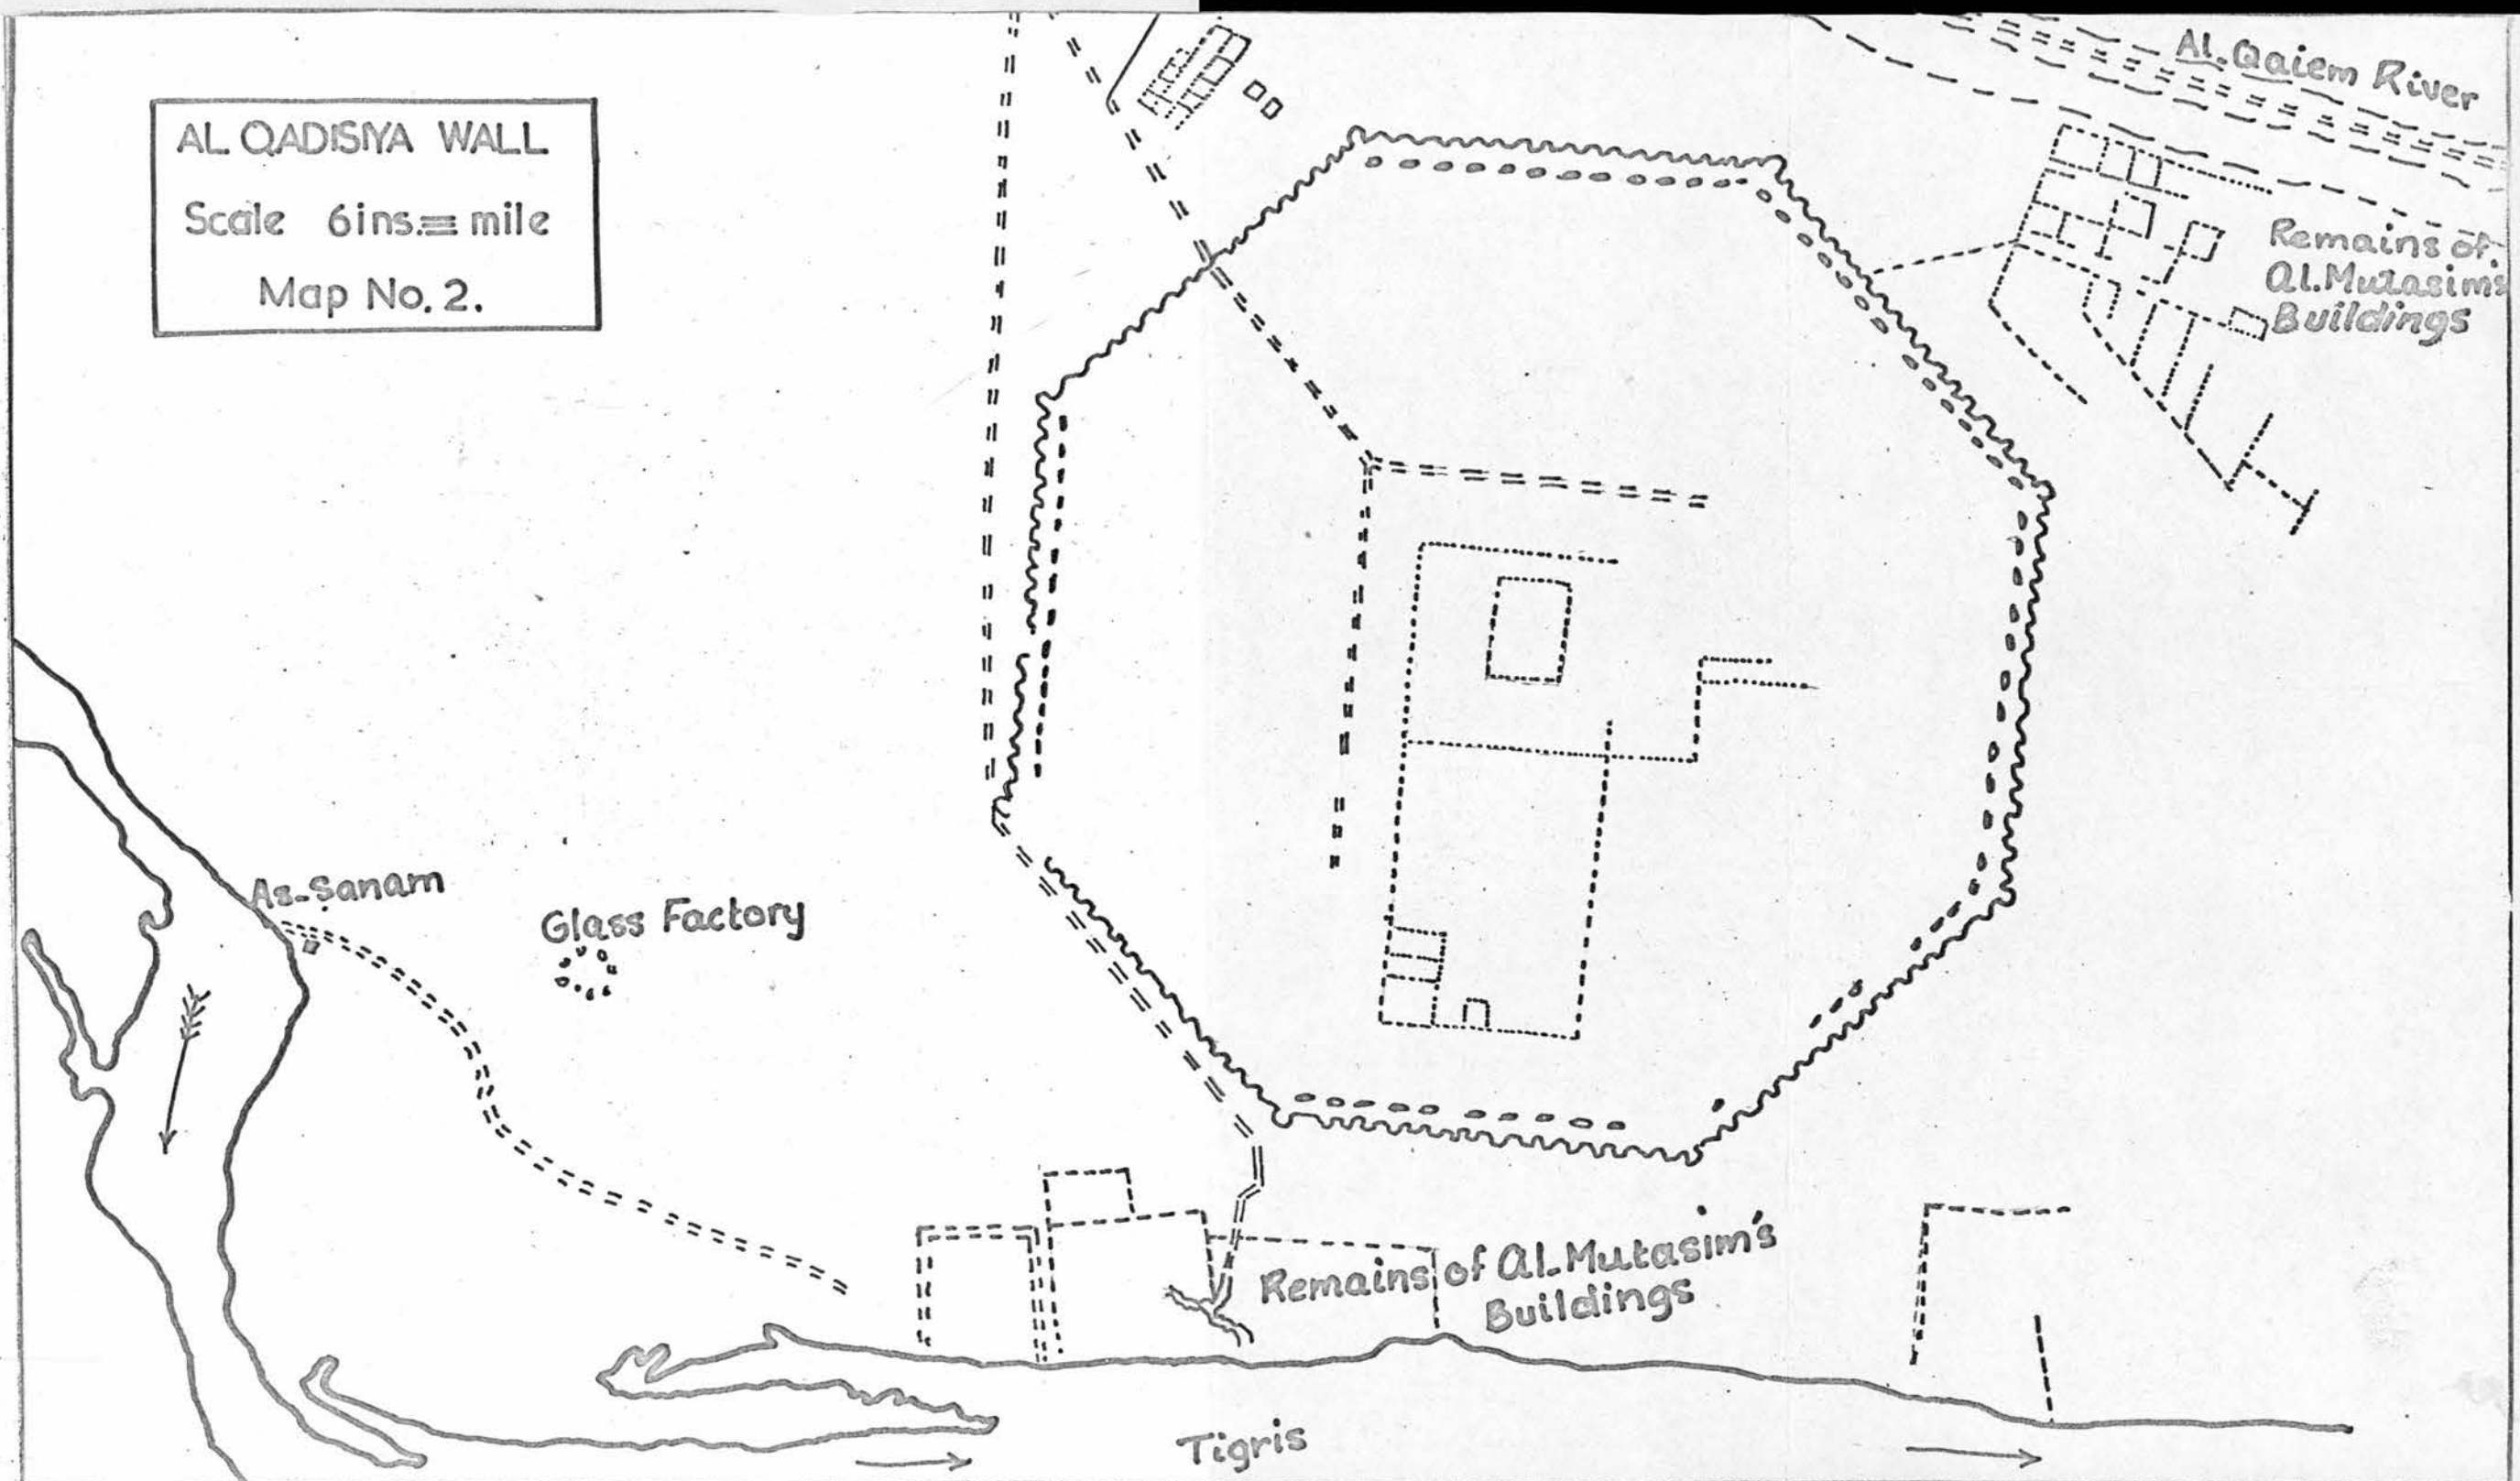 AL QADISIYA WALL
Scale 6ins.= mile
Map No. 2.
Al. Qaiem River
Remains of.
Al. Mutasim's
Buildings
As-Sanam
Glass Factory
Remains of Al-Mutasim's
Buildings
Tigris